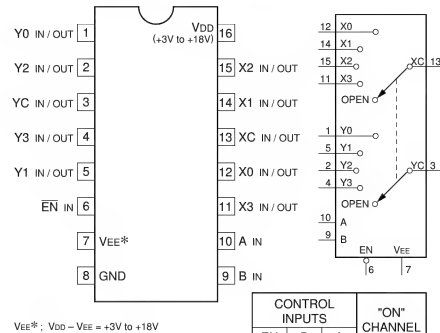 Y0 IN / OUT 1
Y2 IN / OUT 2
YC IN / OUT 3
Y3 IN / OUT 4
Y1 IN / OUT 5
EN IN 6
7 VEE*
8 GND
VDD
(+3V to +18V)
16
15 X2 IN / OUT
14 X1 IN / OUT
13 XC IN / OUT
12 X0 IN / OUT
11 X3 IN / OUT
10 A IN
9 B IN
12 X0
14 X1
15 X2
11 X3
OPEN
XC 13
1 Y0
5 Y1
2 Y2
4 Y3
OPEN
YC 3
10 A
9 B
EN VEE
6 7
VEE* ; VDD – VEE = +3V to +18V
CONTROL
INPUTS
"ON"
CHANNEL